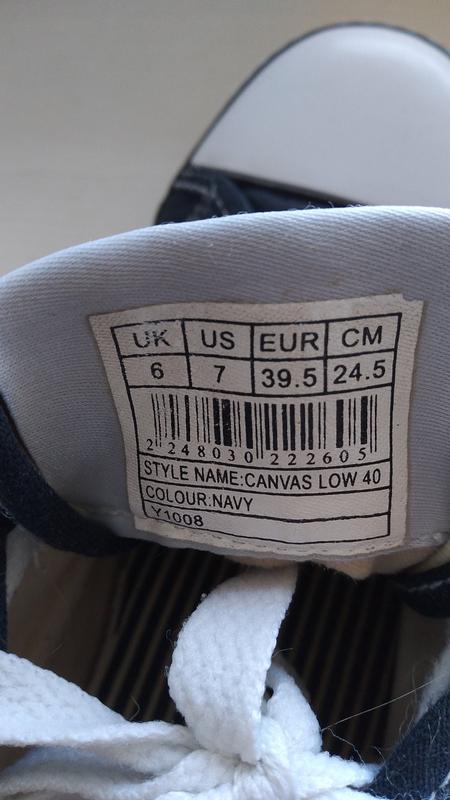 UK US EUR CM
6 7 39.5 24.5
2 248030 222605
STYLE NAME:CANVAS LOW 40
COLOUR:NAVY
Y1008